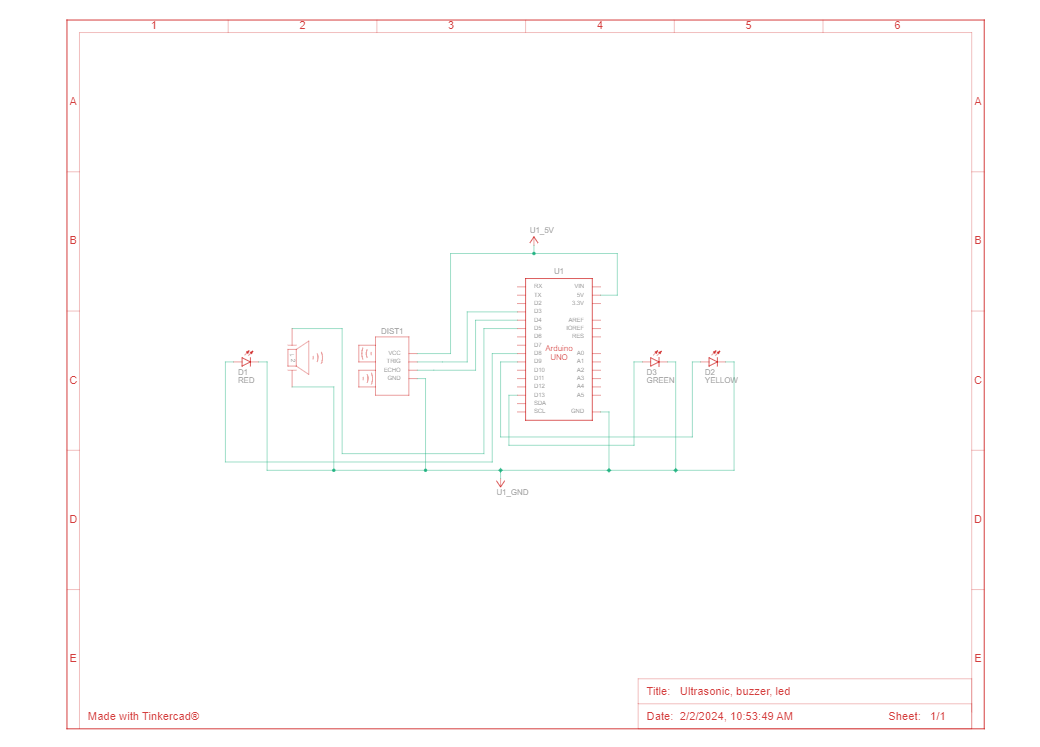 1 2 3 4 5 6
A A
B B
C C
D D
E E
U1_5V
U1
RX VIN
TX 5V
D2 3.3V
D3
D4 AREF
D5 IOREF
D6 RES
D7
Arduino
UNO
D8 A0
D9 A1
D10 A2
D11 A3
D12 A4
D13 A5
SDA
SCL GND
DIST1
VCC
TRIG
ECHO
GND
D1
RED
D3
GREEN
D2
YELLOW
U1_GND
Title: Ultrasonic, buzzer, led
Made with Tinkercad®
Date: 2/2/2024, 10:53:49 AM Sheet: 1/1